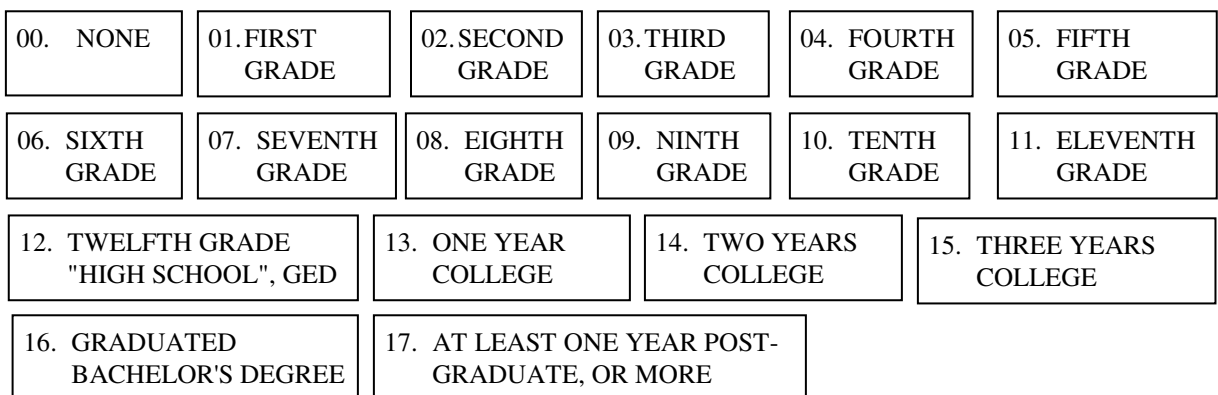 00. NONE
01. FIRST
GRADE
02. SECOND
GRADE
03. THIRD
GRADE
04. FOURTH
GRADE
05. FIFTH
GRADE
06. SIXTH
GRADE
07. SEVENTH
GRADE
08. EIGHTH
GRADE
09. NINTH
GRADE
10. TENTH
GRADE
11. ELEVENTH
GRADE
12. TWELFTH GRADE
"HIGH SCHOOL", GED
13. ONE YEAR
COLLEGE
14. TWO YEARS
COLLEGE
15. THREE YEARS
COLLEGE
16. GRADUATED
BACHELOR'S DEGREE
17. AT LEAST ONE YEAR POST-
GRADUATE, OR MORE